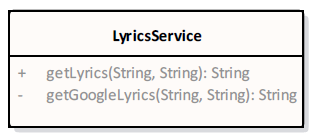 LyricsService
+ getLyrics(String, String): String
- getGoogleLyrics(String, String): String